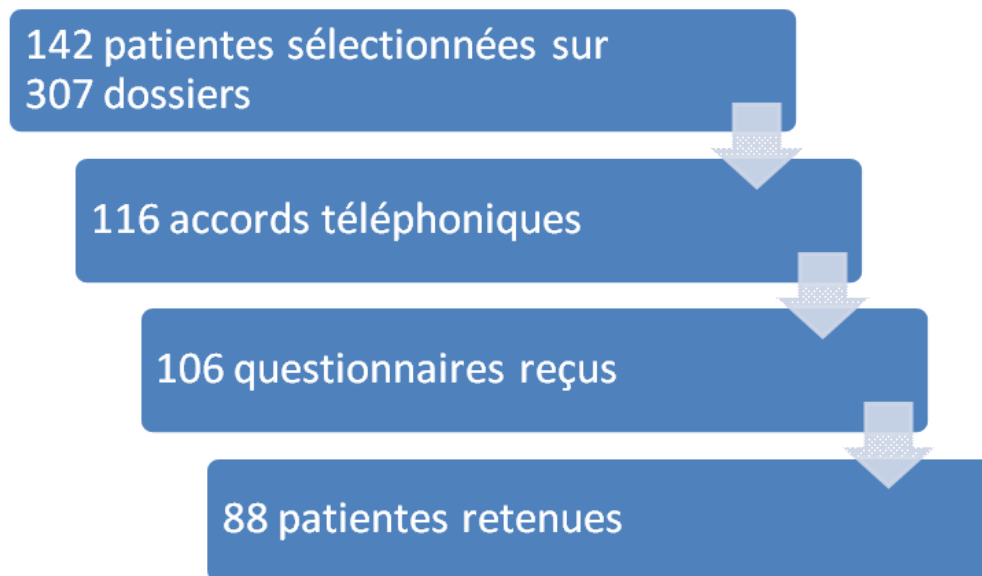 142 patientes sélectionnées sur
307 dossiers
116 accords téléphoniques
106 questionnaires reçus
88 patientes retenues